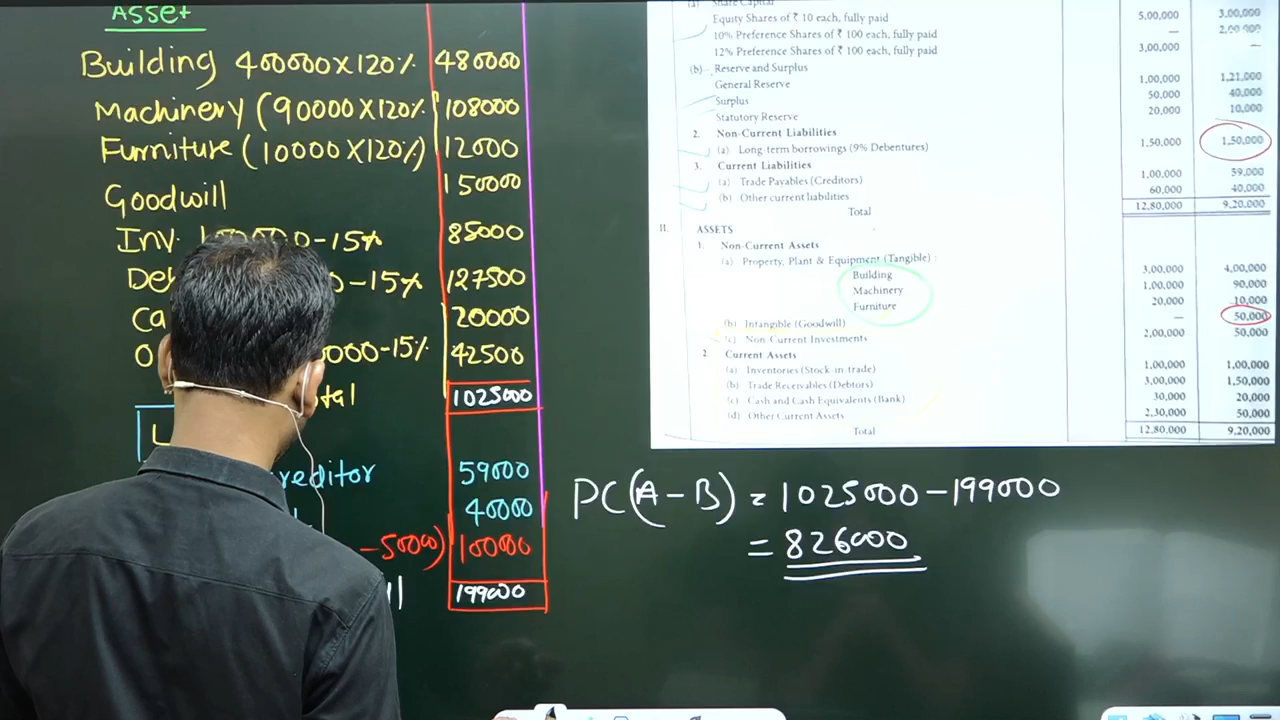 Asset
Building 400000X120% 480000
Machinery (90000X120% 108000
Furniture (10000X120%) 12000
Goodwill 150000
Inv. -15% 85000
-15% 127500
20000
-15% 42500
1025000
reditor 59000
40000
-50000) 100000
199000
(a) Share Capital
Equity Shares of ₹ 10 each, fully paid 5,00,000 3,00,000
10% Preference Shares of ₹ 100 each, fully paid — 2,00,000
12% Preference Shares of ₹ 100 each, fully paid 3,00,000 —
(b) Reserve and Surplus
General Reserve 1,00,000 1,21,000
Surplus 50,000 40,000
Statutory Reserve 20,000 10,000
2. Non-Current Liabilities
(a) Long-term borrowings (9% Debentures) 1,50,000 1,50,000
3. Current Liabilities
(a) Trade Payables (Creditors) 1,00,000 59,000
(b) Other current liabilities 60,000 40,000
Total 12,80,000 9,20,000
II. ASSETS
1. Non-Current Assets
(a) Property, Plant & Equipment (Tangible) :
Building 3,00,000 4,00,000
Machinery 1,00,000 90,000
Furniture 20,000 10,000
(b) Intangible (Goodwill) — 50,000
(c) Non Current Investments 2,00,000 50,000
2. Current Assets
(a) Inventories (Stock-in-trade) 1,00,000 1,00,000
(b) Trade Receivables (Debtors) 3,00,000 1,50,000
(c) Cash and Cash Equivalents (Bank) 30,000 20,000
(d) Other Current Assets 2,30,000 50,000
Total 12,80,000 9,20,000
PC(A-B) = 1025000-199000
= 826000